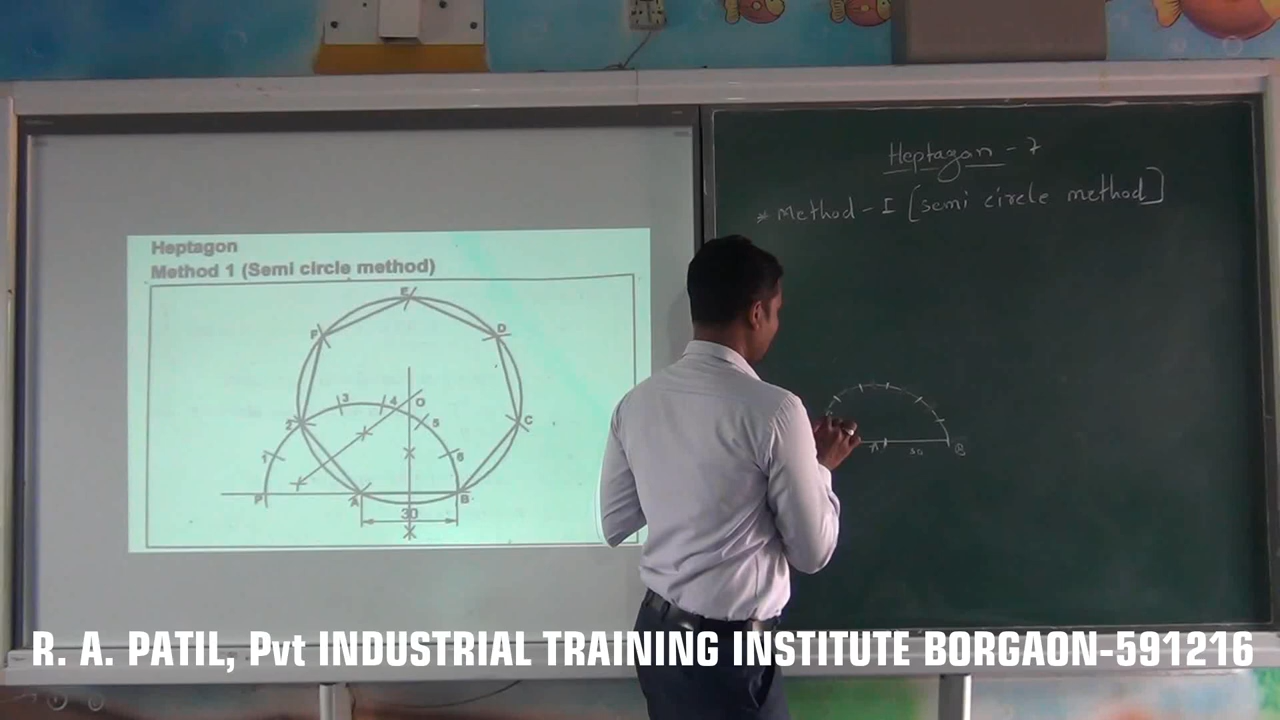 Heptagon
Method 1 (Semi circle method)
E
F
D
3
4
O
2
5
C
1
6
P
A
B
30
Heptagan - 7
* Method - I [semi circle method]
A
30
B
R. A. PATIL, Pvt INDUSTRIAL TRAINING INSTITUTE BORGAON-591216